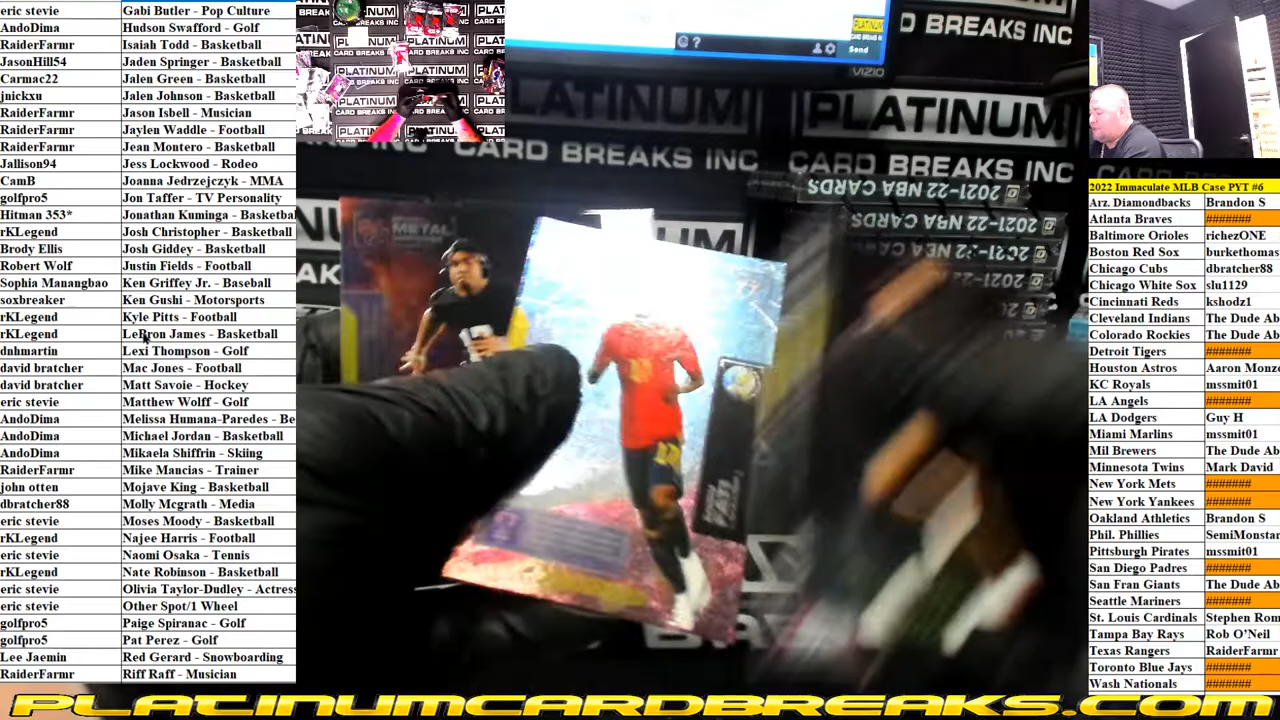 eric stevie Gabi Butler - Pop Culture
AndoDima Hudson Swafford - Golf
RaiderFarmr Isaiah Todd - Basketball
JasonHill54 Jaden Springer - Basketball
Carmac22 Jalen Green - Basketball
jnickxu Jalen Johnson - Basketball
RaiderFarmr Jason Isbell - Musician
RaiderFarmr Jaylen Waddle - Football
RaiderFarmr Jean Montero - Basketball
Jallison94 Jess Lockwood - Rodeo
CamB Joanna Jedrzejczyk - MMA
golfpro5 Jon Taffer - TV Personality
Hitman 353* Jonathan Kuminga - Basketbal
rKLegend Josh Christopher - Basketball
Brody Ellis Josh Giddey - Basketball
Robert Wolf Justin Fields - Football
Sophia Manangbao Ken Griffey Jr. - Baseball
soxbreaker Ken Gushi - Motorsports
rKLegend Kyle Pitts - Football
rKLegend LeBron James - Basketball
dnhmartin Lexi Thompson - Golf
david bratcher Mac Jones - Football
david bratcher Matt Savoie - Hockey
eric stevie Matthew Wolff - Golf
AndoDima Melissa Humana-Paredes - Be
AndoDima Michael Jordan - Basketball
AndoDima Mikaela Shiffrin - Skiing
RaiderFarmr Mike Mancias - Trainer
john otten Mojave King - Basketball
dbratcher88 Molly Mcgrath - Media
eric stevie Moses Moody - Basketball
rKLegend Najee Harris - Football
eric stevie Naomi Osaka - Tennis
rKLegend Nate Robinson - Basketball
eric stevie Olivia Taylor-Dudley - Actress
eric stevie Other Spot/1 Wheel
golfpro5 Paige Spiranac - Golf
golfpro5 Pat Perez - Golf
Lee Jaemin Red Gerard - Snowboarding
RaiderFarmr Riff Raff - Musician
PLATINUM
Send
VIZIO
D BREAKS INC
PLATINUM
CARD BREAKS INC
CARD BREAKS INC
2021-22 NBA CARDS
2021-22 NBA CARDS
2021-22 NBA CARDS
2021-22
METAL
2022 Immaculate MLB Case PYT #6
Arz. Diamondbacks Brandon S
Atlanta Braves #######
Baltimore Orioles richezONE
Boston Red Sox burkethomas
Chicago Cubs dbratcher88
Chicago White Sox slu1129
Cincinnati Reds kshodz1
Cleveland Indians The Dude Ab
Colorado Rockies The Dude Ab
Detroit Tigers #######
Houston Astros Aaron Monzo
KC Royals mssmit01
LA Angels #######
LA Dodgers Guy H
Miami Marlins mssmit01
Mil Brewers The Dude Ab
Minnesota Twins Mark David
New York Mets #######
New York Yankees #######
Oakland Athletics Brandon S
Phil. Phillies SemiMonstar
Pittsburgh Pirates mssmit01
San Diego Padres #######
San Fran Giants The Dude Ab
Seattle Mariners #######
St. Louis Cardinals Stephen Rom
Tampa Bay Rays Rob O'Neil
Texas Rangers RaiderFarmr
Toronto Blue Jays #######
Wash Nationals #######
PLATINUMCARDBREAKS.COM